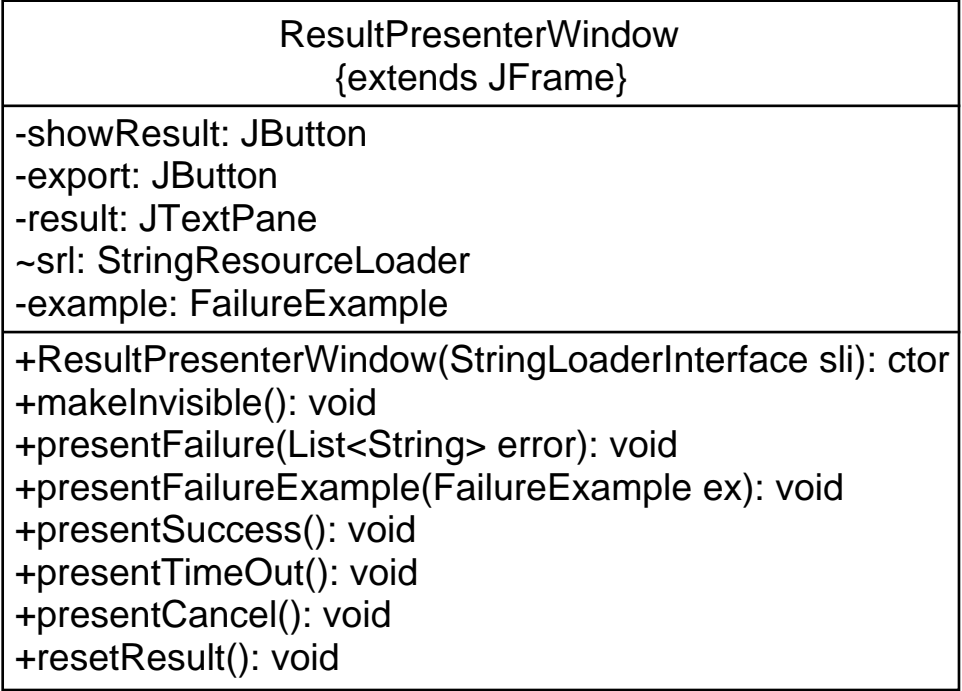 ResultPresenterWindow
{extends JFrame}
-showResult: JButton
-export: JButton
-result: JTextPane
~srl: StringResourceLoader
-example: FailureExample
+ResultPresenterWindow(StringLoaderInterface sli): ctor
+makeInvisible(): void
+presentFailure(List<String> error): void
+presentFailureExample(FailureExample ex): void
+presentSuccess(): void
+presentTimeOut(): void
+presentCancel(): void
+resetResult(): void